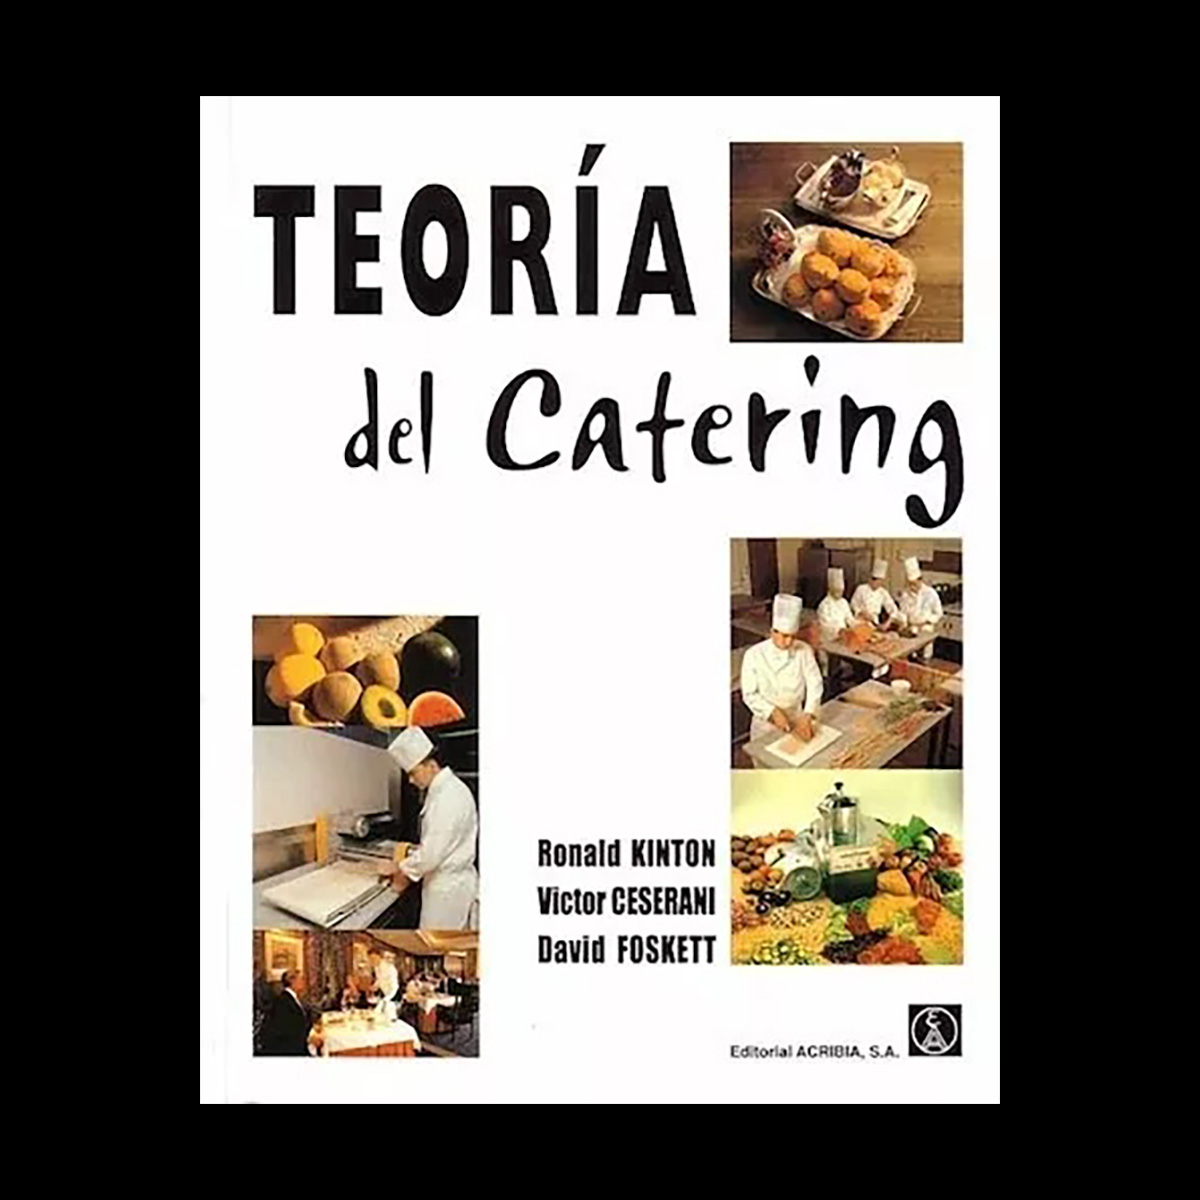 TEORÍA
del Catering
Ronald KINTON
Victor CESERANI
David FOSKETT
Editorial ACRIBIA, S.A.